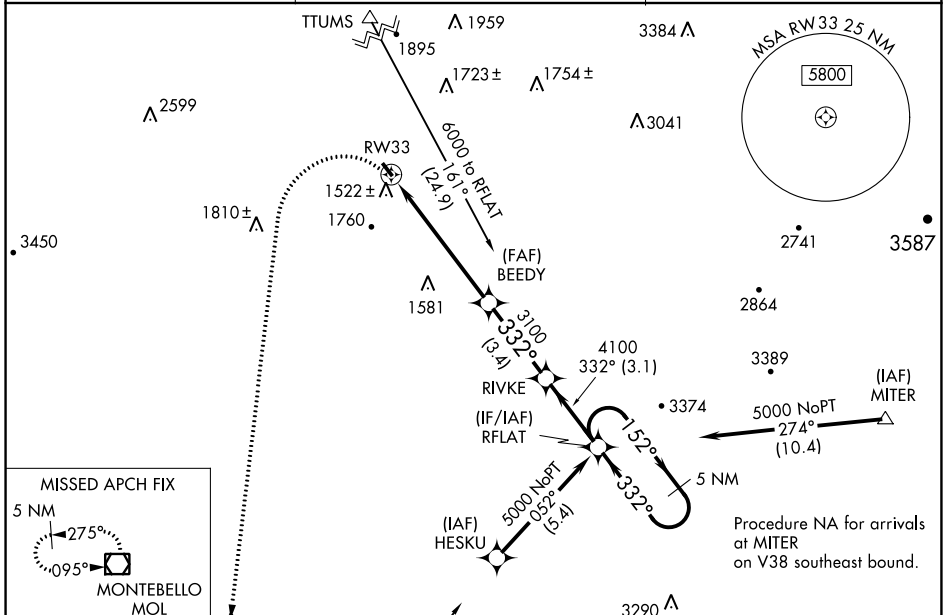 TTUMS
1895
1959
3384
MSA RW33 25 NM
5800
1723±
1754±
2599
3041
6000 to RFLAT
161°
(24.9)
RW33
1522±
1810±
1760
3450
2741
3587
(FAF)
BEEDY
1581
2864
3100
332°
(3.4)
4100
332° (3.1)
3389
RIVKE
(IAF)
MITER
(IF/IAF)
RFLAT
3374
5000 NoPT
274°
(10.4)
152°
332°
5 NM
MISSED APCH FIX
5 NM
275°
095°
MONTEBELLO
MOL
5000 NoPT
052°
(5.4)
(IAF)
HESKU
Procedure NA for arrivals
at MITER
on V38 southeast bound.
3290